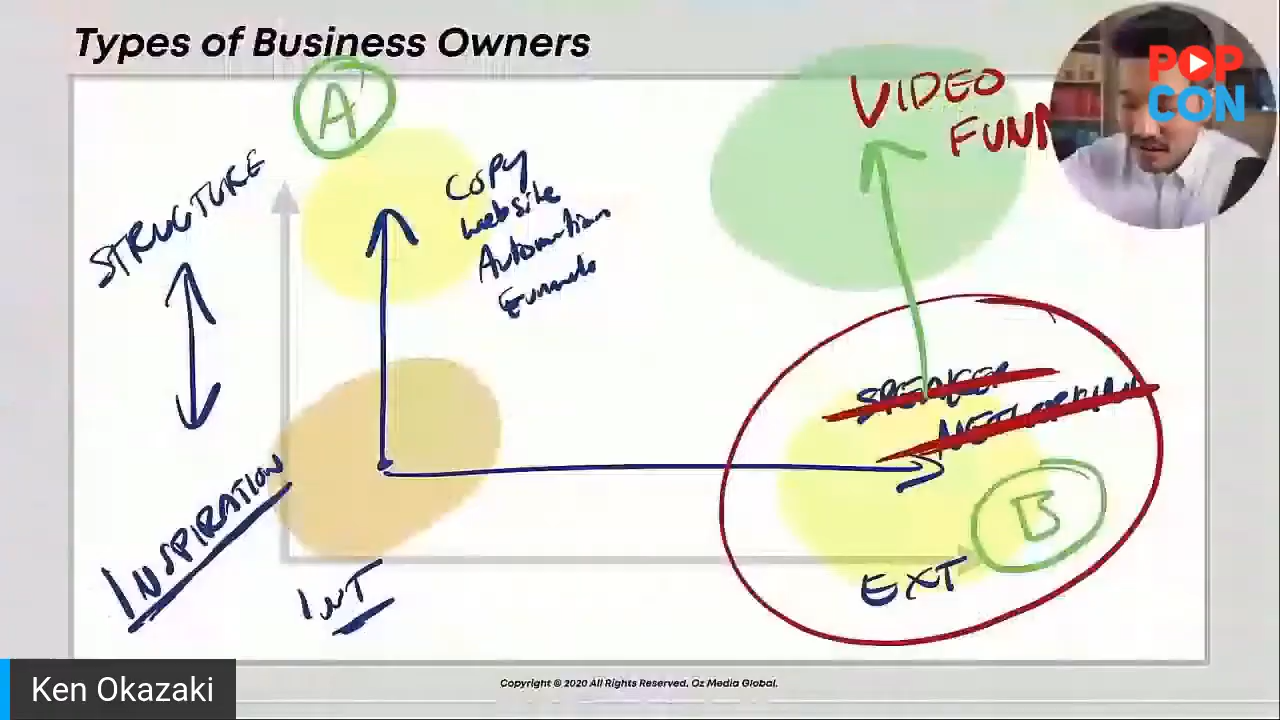 Types of Business Owners
POP
CON
A
VIDEO
STRUCTURE
Copy
website
Automation
Funnels
SPEAKER
INSPIRATION
B
INT
EXT
Copyright © 2020 All Rights Reserved. Oz Media Global.
Ken Okazaki